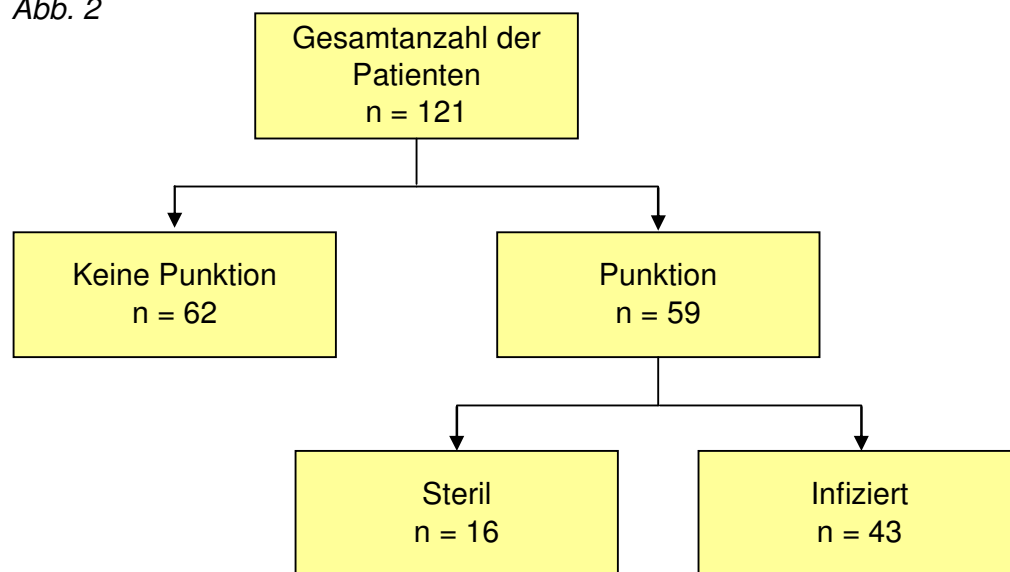 Abb. 2
Gesamtanzahl der
Patienten
n = 121
Keine Punktion
n = 62
Punktion
n = 59
Steril
n = 16
Infiziert
n = 43